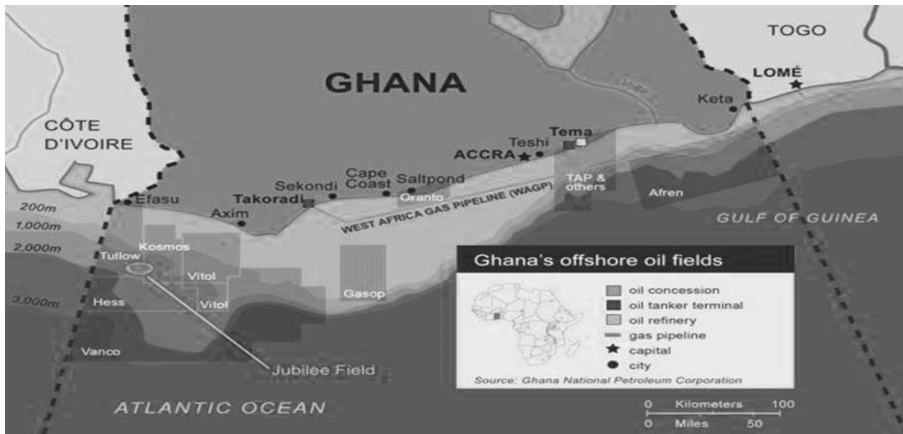 TOGO
LOMÉ
GHANA
Volta
Keta
CÔTE
D'IVOIRE
Tema
Teshi
ACCRA
TAP &
others
Afren
Cape
Coast
Saltpond
Oranto
Sekondi
Takoradi
Efasu
Axim
WEST AFRICA GAS PIPELINE (WAGP)
GULF OF GUINEA
200m
1,000m
2,000m
3,000m
Kosmos
Tullow
Vitol
Vitol
Hess
Gasop
Vanco
Jubilee Field
ATLANTIC OCEAN
Ghana's offshore oil fields
oil concession
oil tanker terminal
oil refinery
gas pipeline
capital
city
Source: Ghana National Petroleum Corporation
0 Kilometers 100
0 Miles 50